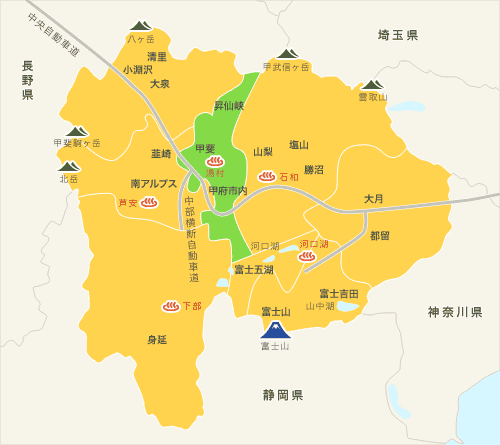 中央自動車道
八ヶ岳
埼玉県
清里
小淵沢
大泉
長野県
甲武信ヶ岳
雲取山
昇仙峡
甲斐駒ヶ岳
韮崎
甲斐
山梨
塩山
北岳
湯村
勝沼
南アルプス
甲府市内
石和
芦安
大月
中部横断自動車道
都留
河口湖
河口湖
富士五湖
富士吉田
下部
富士山
山中湖
神奈川県
身延
富士山
静岡県